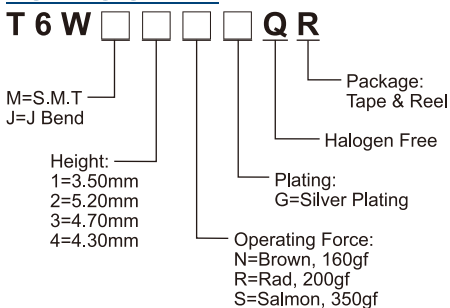 T 6 W □ □ □ □ Q R
M=S.M.T
J=J Bend
Package:
Tape & Reel
Halogen Free
Height:
1=3.50mm
2=5.20mm
3=4.70mm
4=4.30mm
Plating:
G=Silver Plating
Operating Force:
N=Brown, 160gf
R=Rad, 200gf
S=Salmon, 350gf